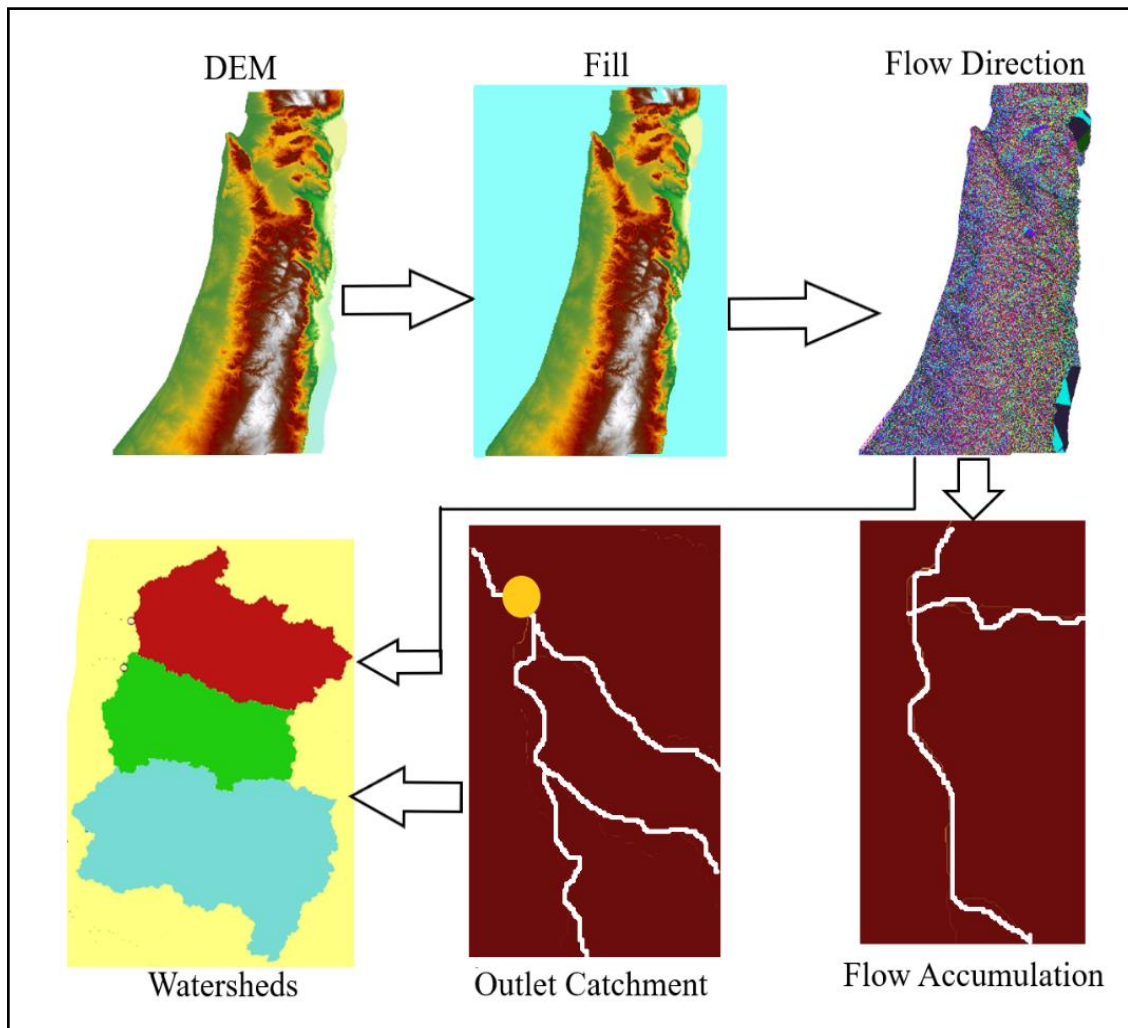 DEM
Fill
Flow Direction
Watersheds
Outlet Catchment
Flow Accumulation